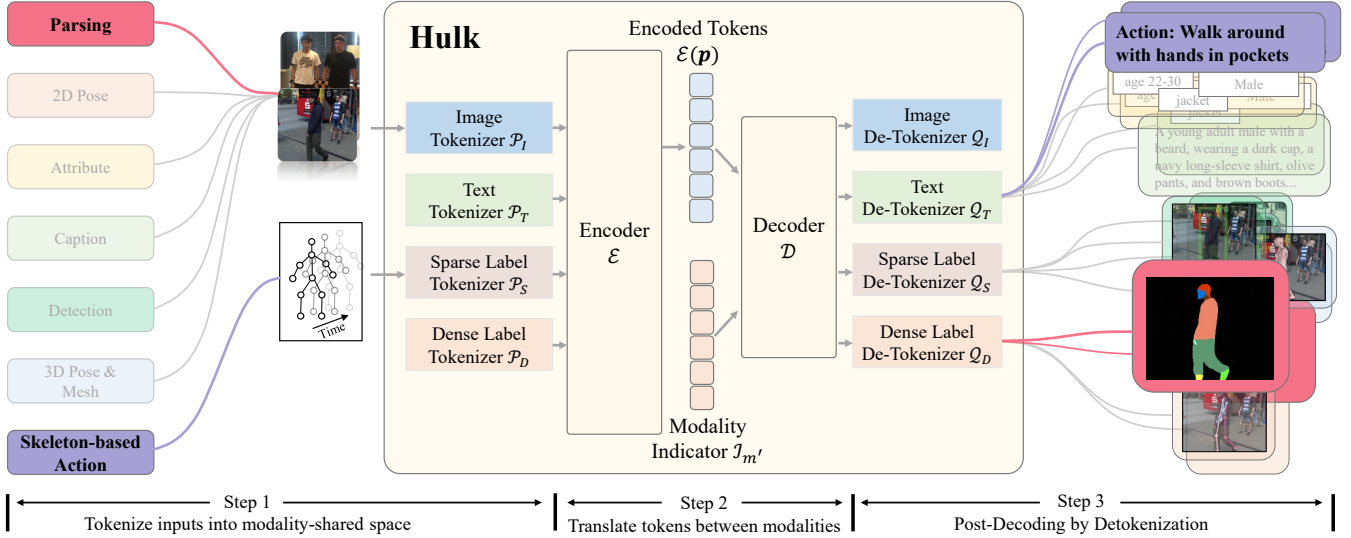 Parsing
2D Pose
Attribute
Caption
Detection
3D Pose &
Mesh
Skeleton-based
Action
Time
Hulk
Image
Tokenizer 𝒫_I
Text
Tokenizer 𝒫_T
Sparse Label
Tokenizer 𝒫_S
Dense Label
Tokenizer 𝒫_D
Encoder
ℰ
Encoded Tokens
ℰ(𝒑)
Modality
Indicator ℐ_m′
Decoder
𝒟
Image
De-Tokenizer 𝒬_I
Text
De-Tokenizer 𝒬_T
Sparse Label
De-Tokenizer 𝒬_S
Dense Label
De-Tokenizer 𝒬_D
Action: Walk around
with hands in pockets
age 22-30
Male
age
Male
jacket
jacket
A young adult male with a
beard, wearing a dark cap, a
navy long-sleeve shirt, olive
pants, and brown boots...
Step 1
Tokenize inputs into modality-shared space
Step 2
Translate tokens between modalities
Step 3
Post-Decoding by Detokenization